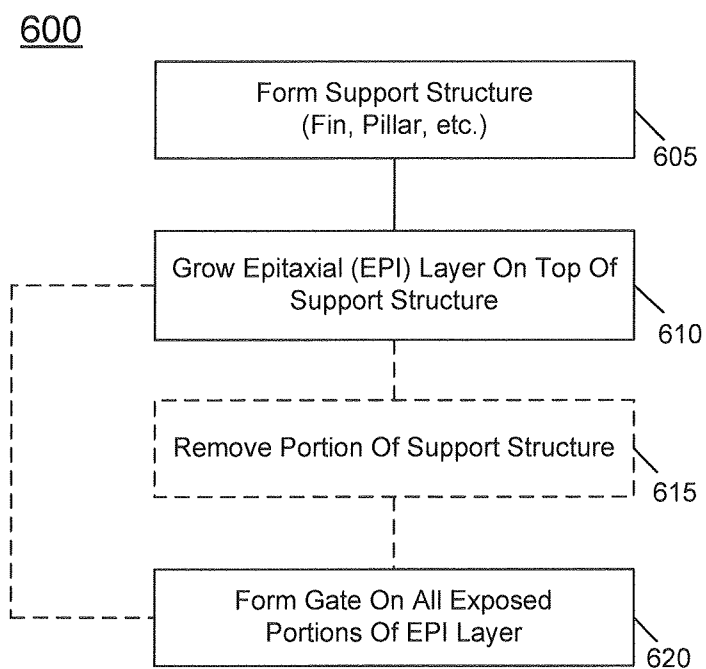 600
Form Support Structure
(Fin, Pillar, etc.)
605
Grow Epitaxial (EPI) Layer On Top Of
Support Structure
610
Remove Portion Of Support Structure
615
Form Gate On All Exposed
Portions Of EPI Layer
620